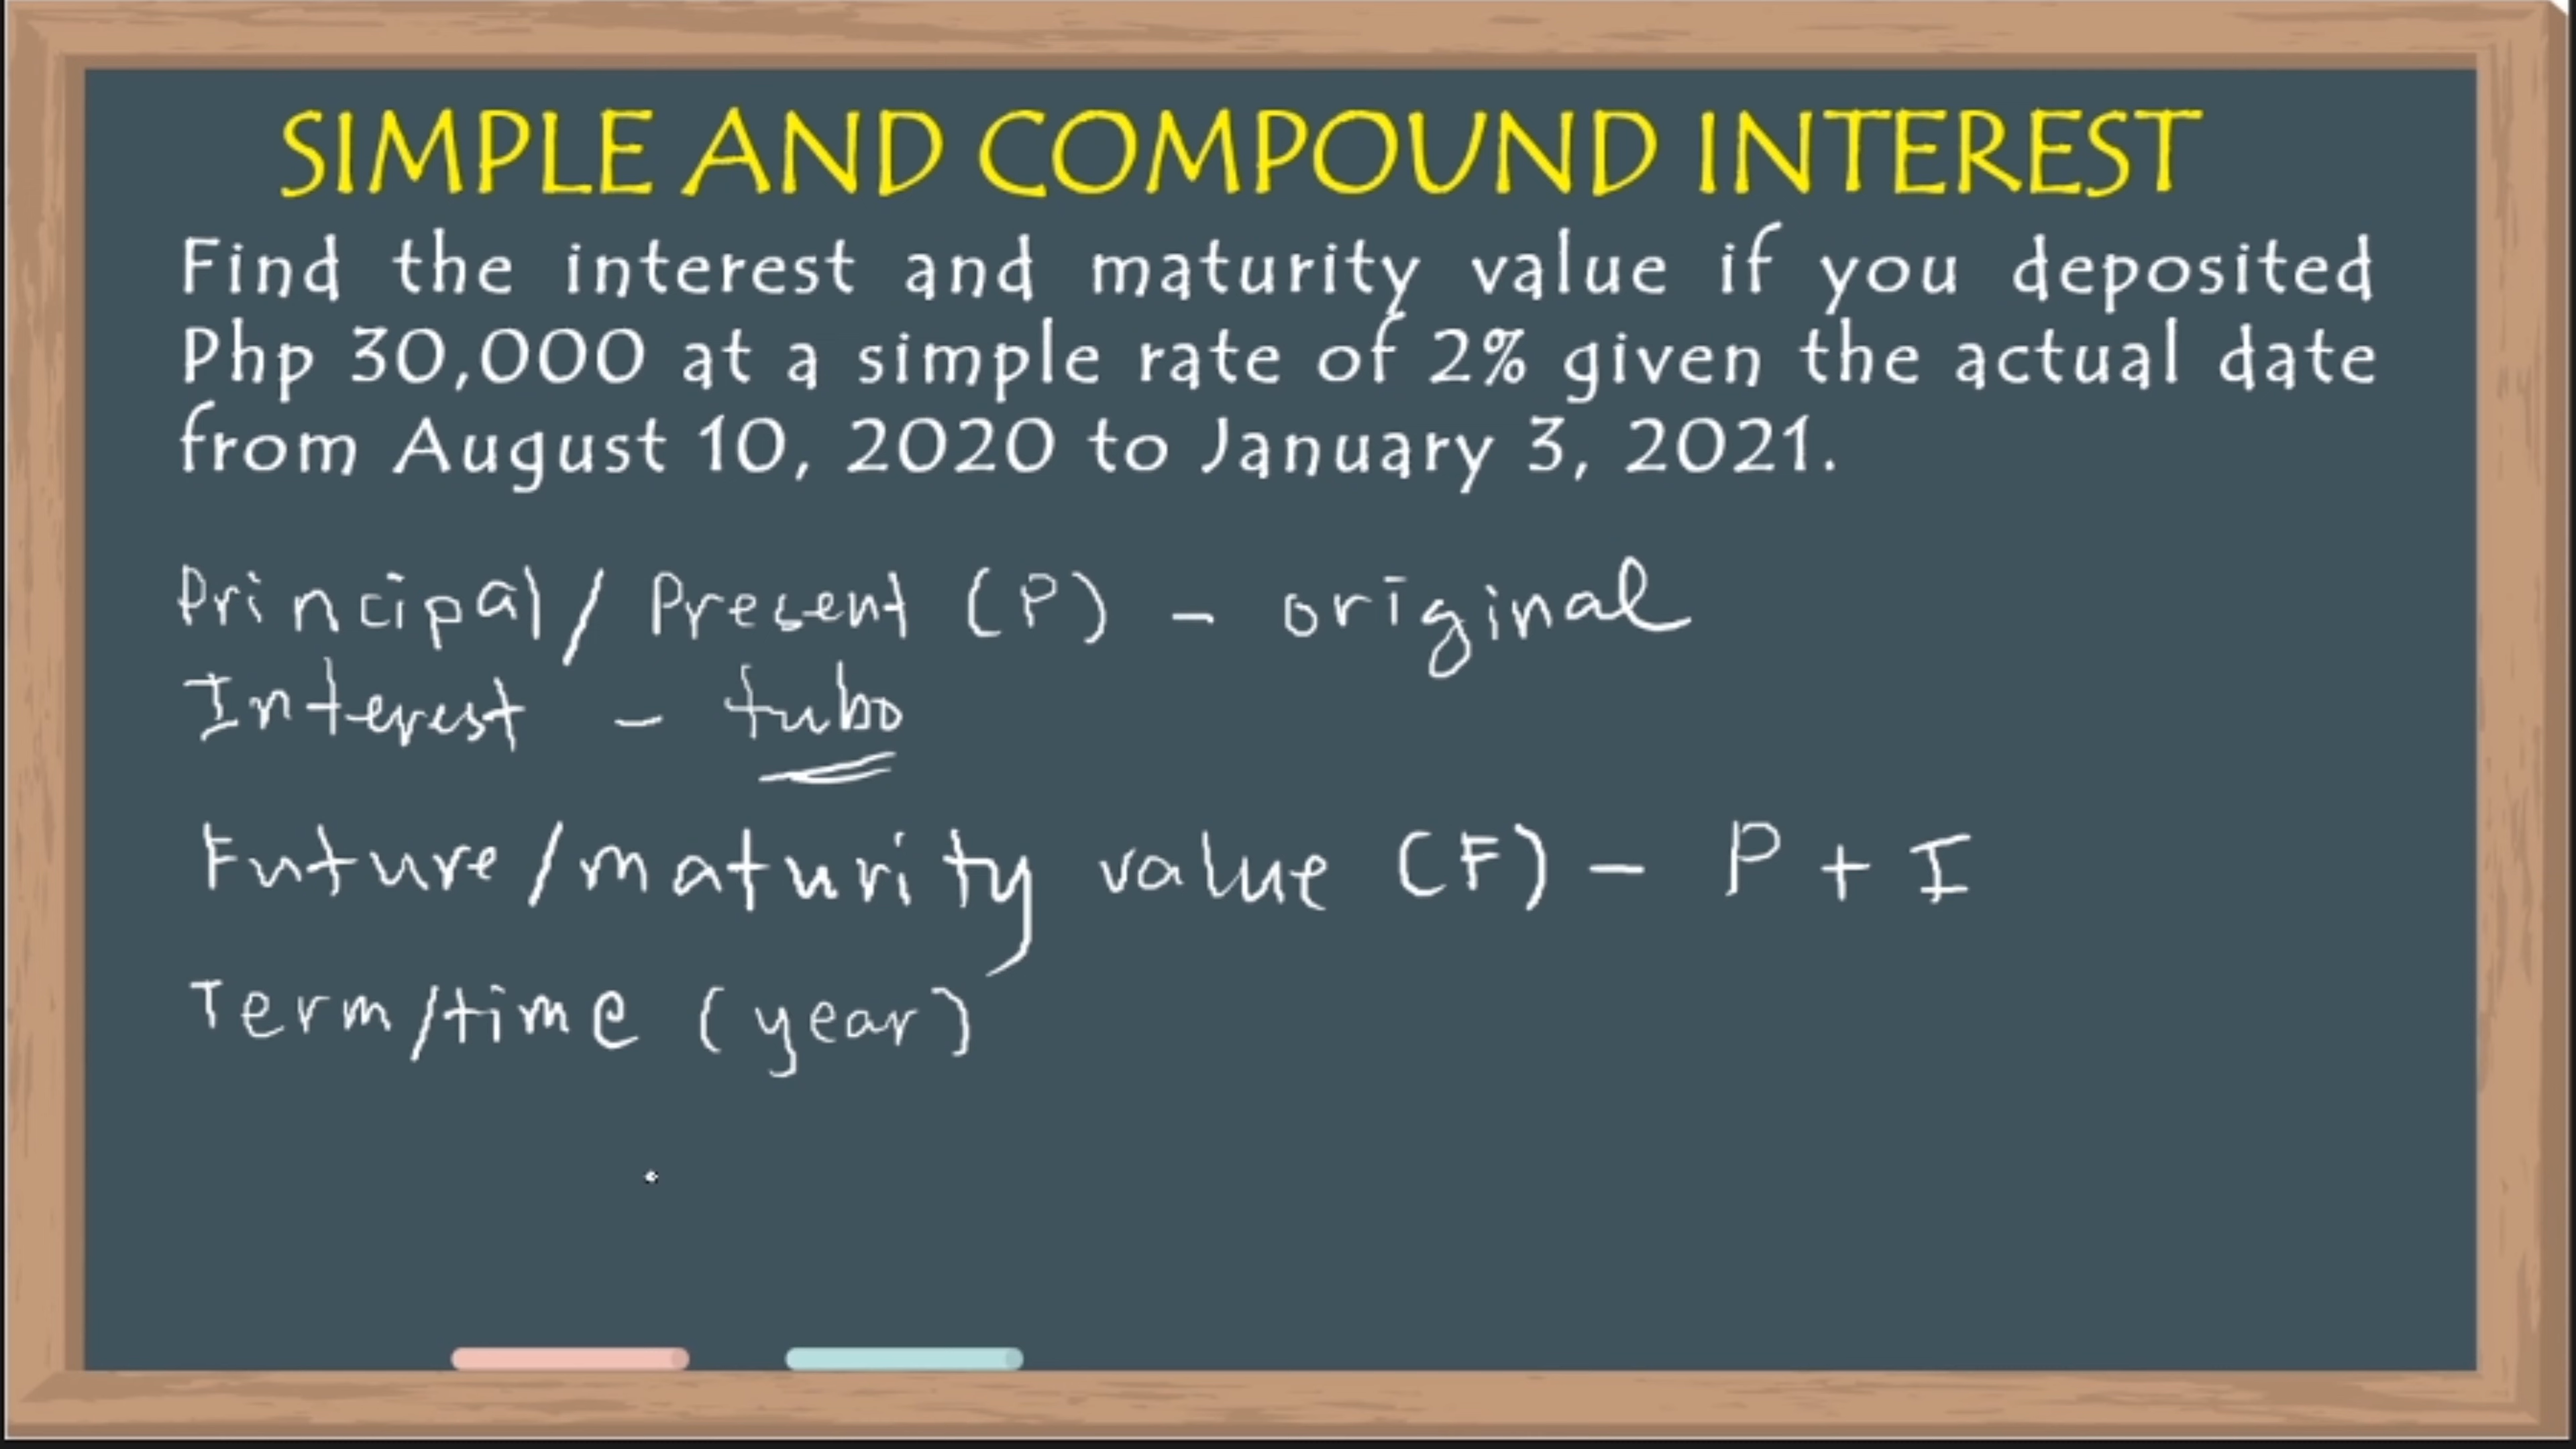 SIMPLE AND COMPOUND INTEREST
Find the interest and maturity value if you deposited
Php 30,000 at a simple rate of 2% given the actual date
from August 10, 2020 to January 3, 2021.
Principal/Present (P) - original
Interest - tubo
Future/maturity value (F) - P + I
Term/time (year)